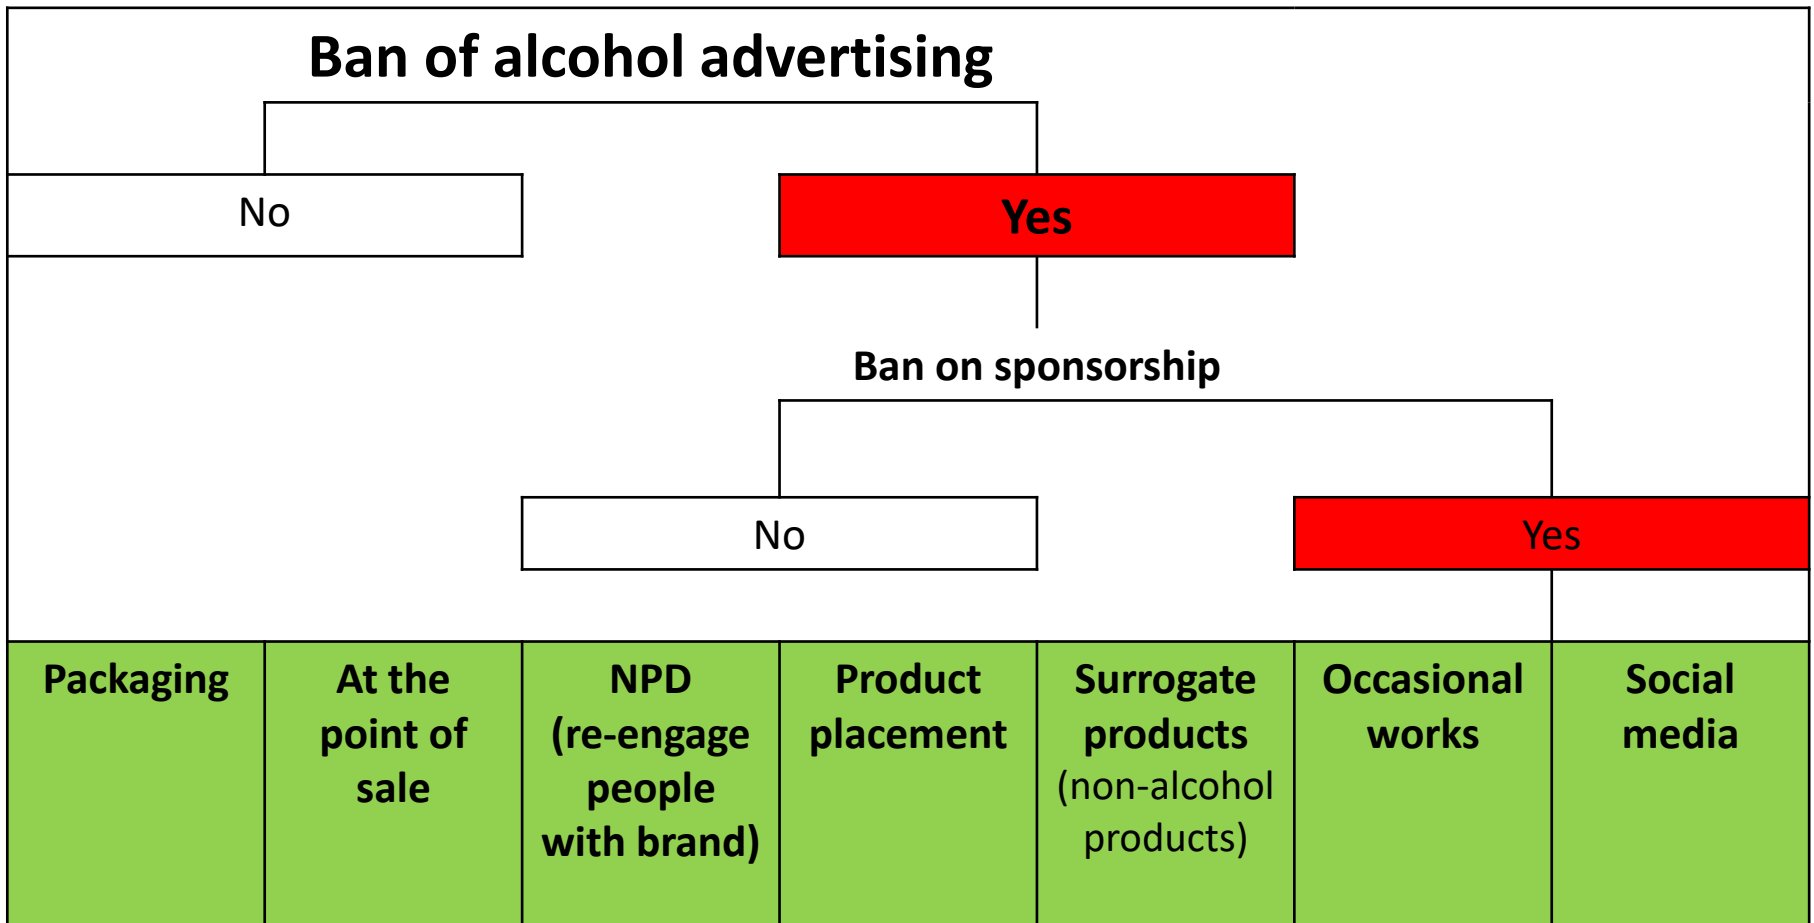 Ban of alcohol advertising
No
Yes
Ban on sponsorship
No
Yes
Packaging
At the
point of
sale
NPD
(re-engage
people
with brand)
Product
placement
Surrogate
products
(non-alcohol
products)
Occasional
works
Social
media